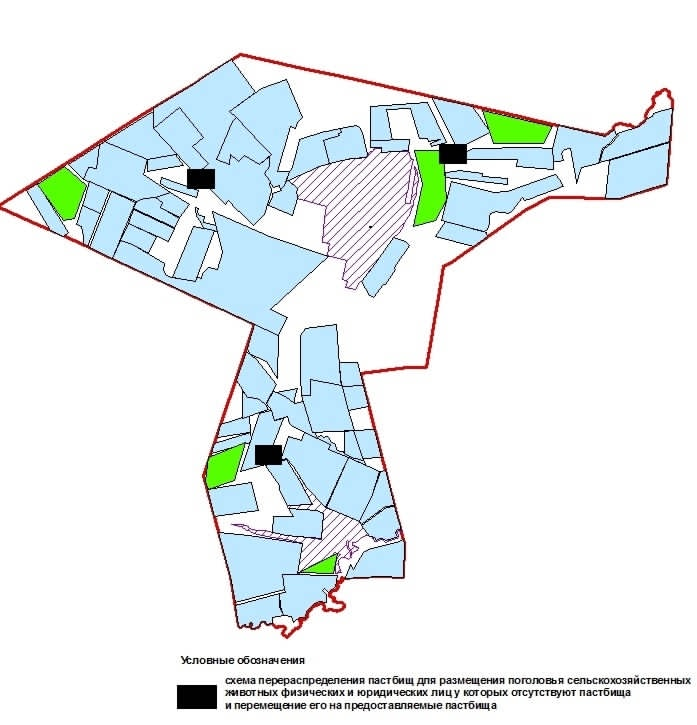 Условные обозначения
схема перераспределения пастбищ для размещения поголовья сельскохозяйственных
животных физических и юридических лиц у которых отсутствуют пастбища
и перемещение его на предоставляемые пастбища